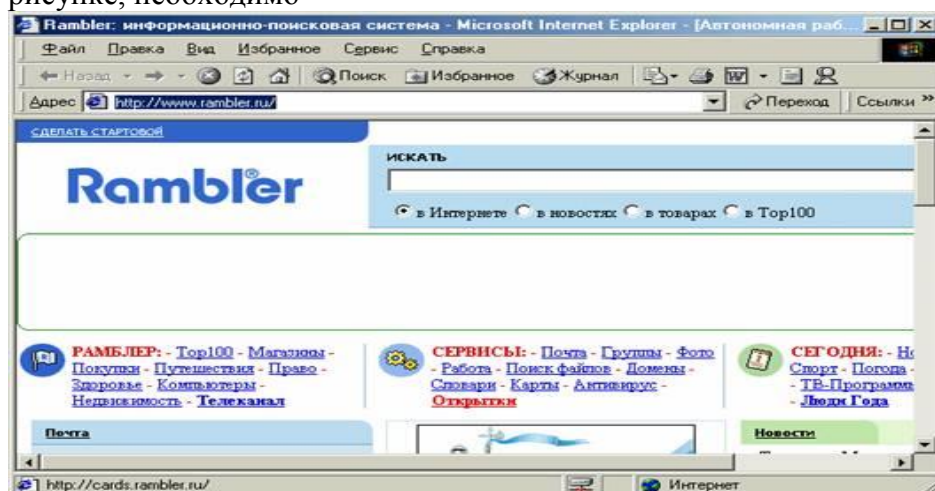 рисунке, необходимо
Rambler: информационно-поисковая система - Microsoft Internet Explorer - [Автономная раб...
Файл Правка Вид Избранное Сервис Справка
Назад Поиск Избранное Журнал
Адрес http://www.rambler.ru/ Переход Ссылки »
СДЕЛАТЬ СТАРТОВОЙ
Rambler®
ИСКАТЬ
в Интернете в новостях в товарах в Top100
РАМБЛЕР: - Top100 - Магазины -
Покупки - Путешествия - Право -
Здоровье - Компьютеры -
Недвижимость - Телеканал
СЕРВИСЫ: - Почта - Группы - Фото
- Работа - Поиск файлов - Домены -
Словари - Карты - Антивирус -
Открытки
СЕГОДНЯ: - Но
Спорт - Погода -
- ТВ-Программа
- Люди Года
Почта
Новости
http://cards.rambler.ru/ Интернет